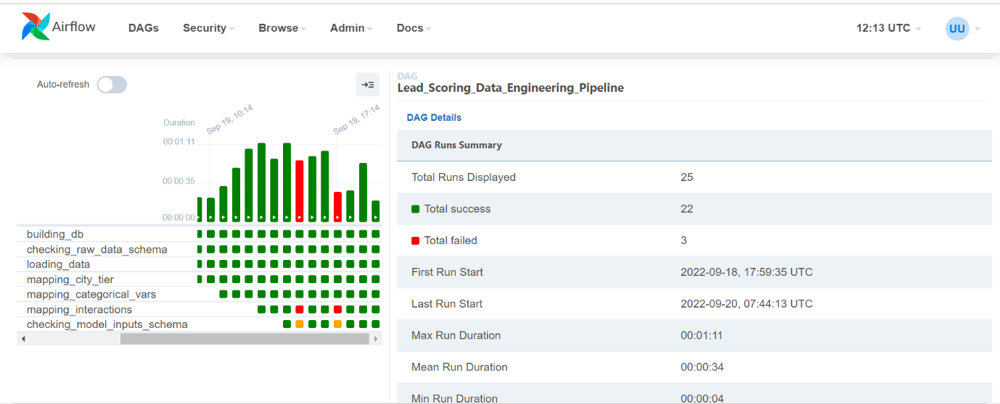 Airflow DAGs Security Browse Admin Docs 12:13 UTC UU
Auto-refresh
Sep 19, 10:14
Sep 19, 17:14
Duration
00:01:11
00:00:35
00:00:00
building_db
checking_raw_data_schema
loading_data
mapping_city_tier
mapping_categorical_vars
mapping_interactions
checking_model_inputs_schema
DAG
Lead_Scoring_Data_Engineering_Pipeline
DAG Details
DAG Runs Summary
Total Runs Displayed 25
Total success 22
Total failed 3
First Run Start 2022-09-18, 17:59:35 UTC
Last Run Start 2022-09-20, 07:44:13 UTC
Max Run Duration 00:01:11
Mean Run Duration 00:00:34
Min Run Duration 00:00:04